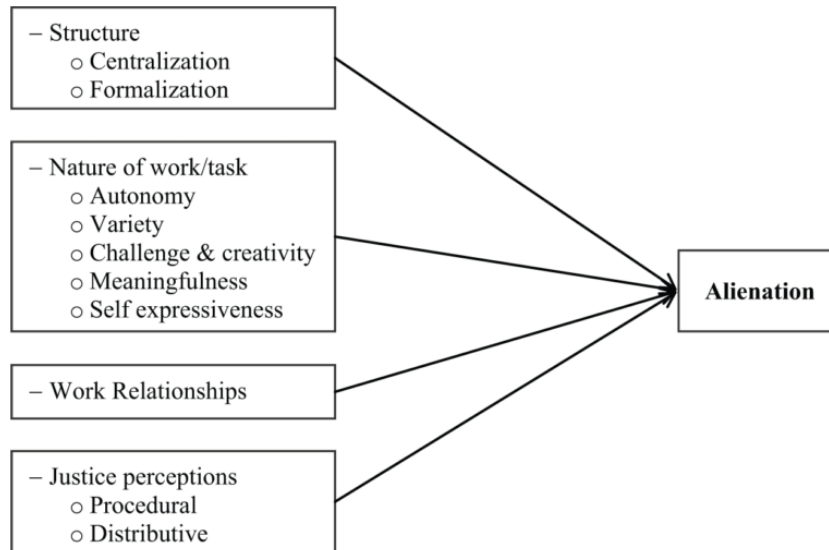 – Structure
o Centralization
o Formalization
– Nature of work/task
o Autonomy
o Variety
o Challenge & creativity
o Meaningfulness
o Self expressiveness
Alienation
– Work Relationships
– Justice perceptions
o Procedural
o Distributive